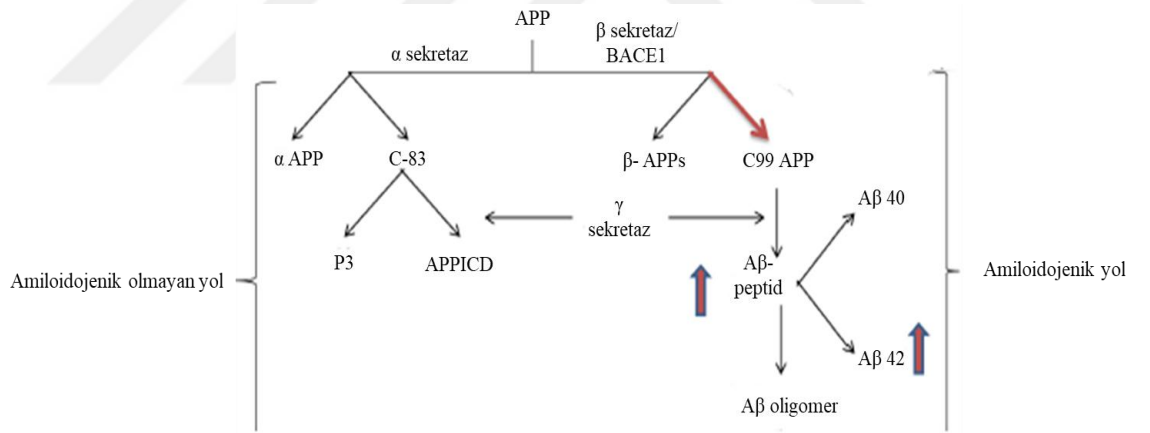 APP
α sekretaz
β sekretaz/
BACE1
α APP
C-83
β- APPs
C99 APP
γ
sekretaz
Aβ 40
P3
APPICD
Aβ-
peptid
Amiloidojenik olmayan yol
Amiloidojenik yol
Aβ 42
Aβ oligomer